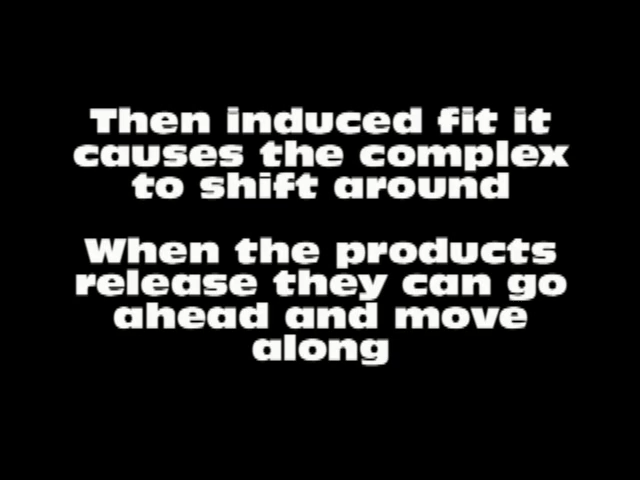 Then induced fit it
causes the complex
to shift around
When the products
release they can go
ahead and move
along